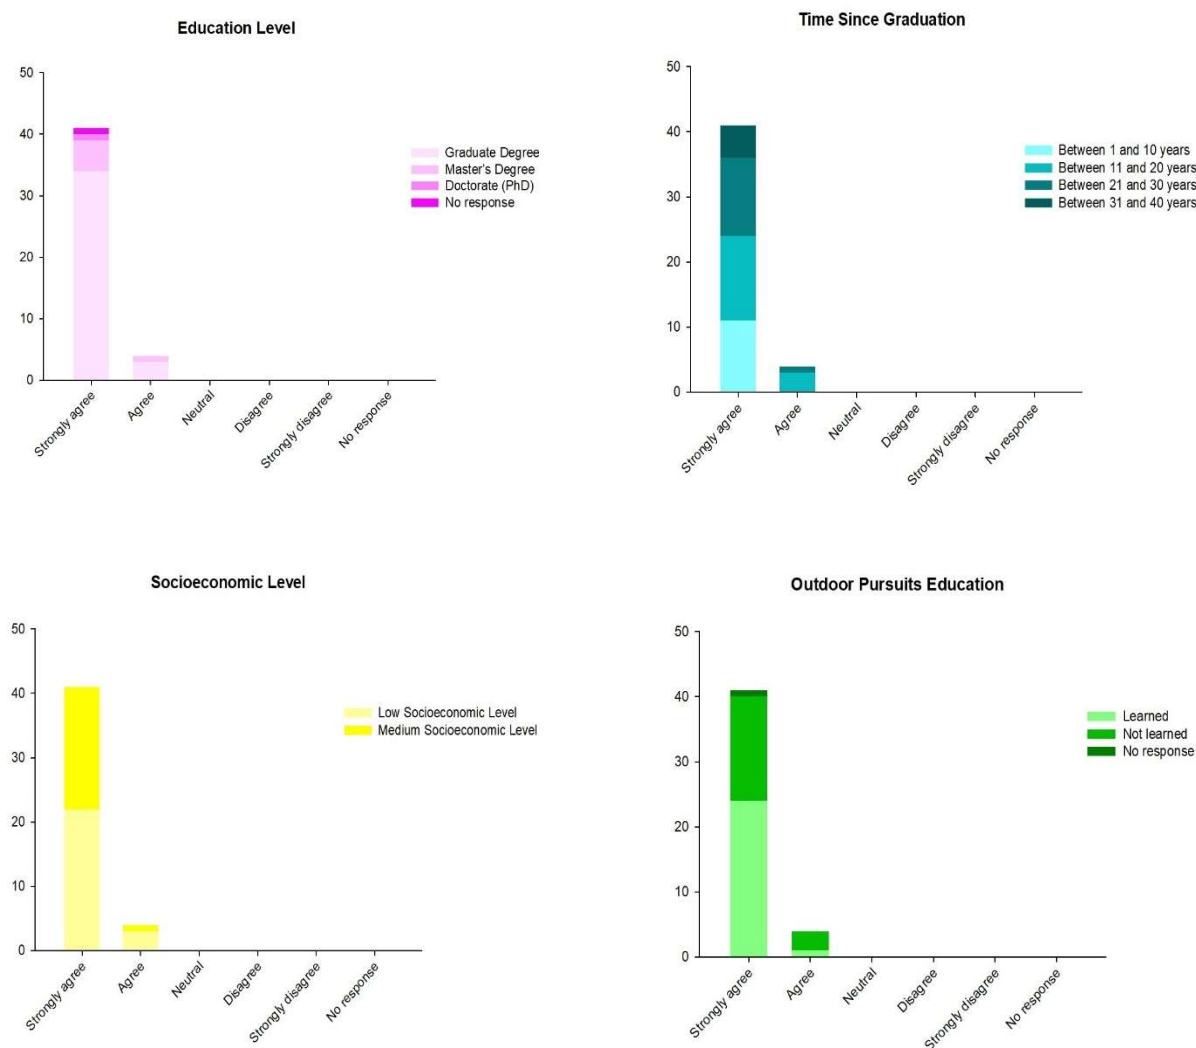 Education Level
50
40
30
20
10
0
Graduate Degree
Master's Degree
Doctorate (PhD)
No response
Strongly agree
Agree
Neutral
Disagree
Strongly disagree
No response
Time Since Graduation
50
40
30
20
10
0
Between 1 and 10 years
Between 11 and 20 years
Between 21 and 30 years
Between 31 and 40 years
Strongly agree
Agree
Neutral
Disagree
Strongly disagree
No response
Socioeconomic Level
50
40
30
20
10
0
Low Socioeconomic Level
Medium Socioeconomic Level
Strongly agree
Agree
Neutral
Disagree
Strongly disagree
No response
Outdoor Pursuits Education
50
40
30
20
10
0
Learned
Not learned
No response
Strongly agree
Agree
Neutral
Disagree
Strongly disagree
No response